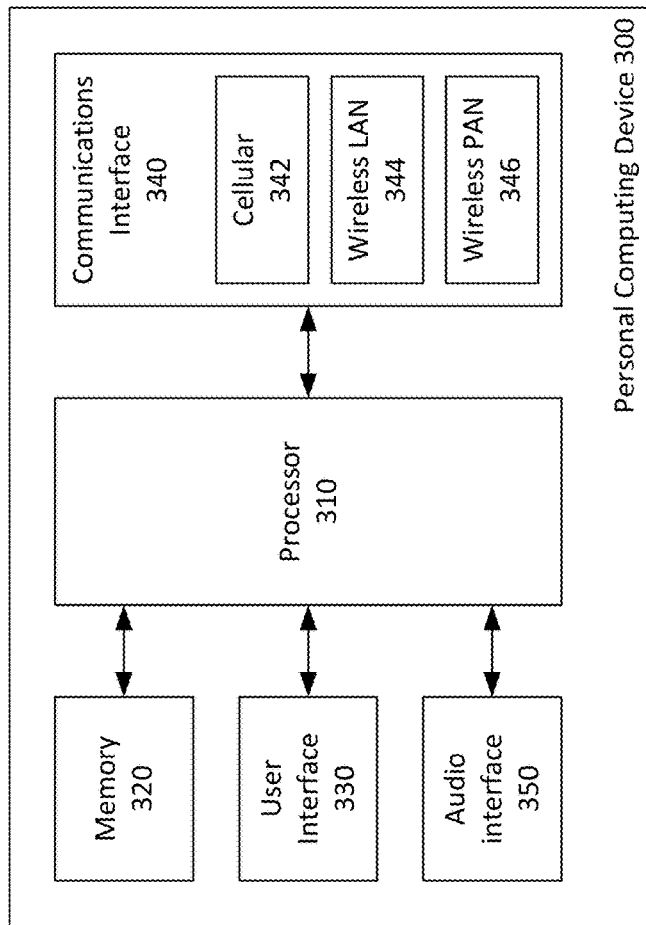 Memory
320
User
Interface
330
Audio
interface
350
Processor
310
Communications
Interface
340
Cellular
342
Wireless LAN
344
Wireless PAN
346
Personal Computing Device 300